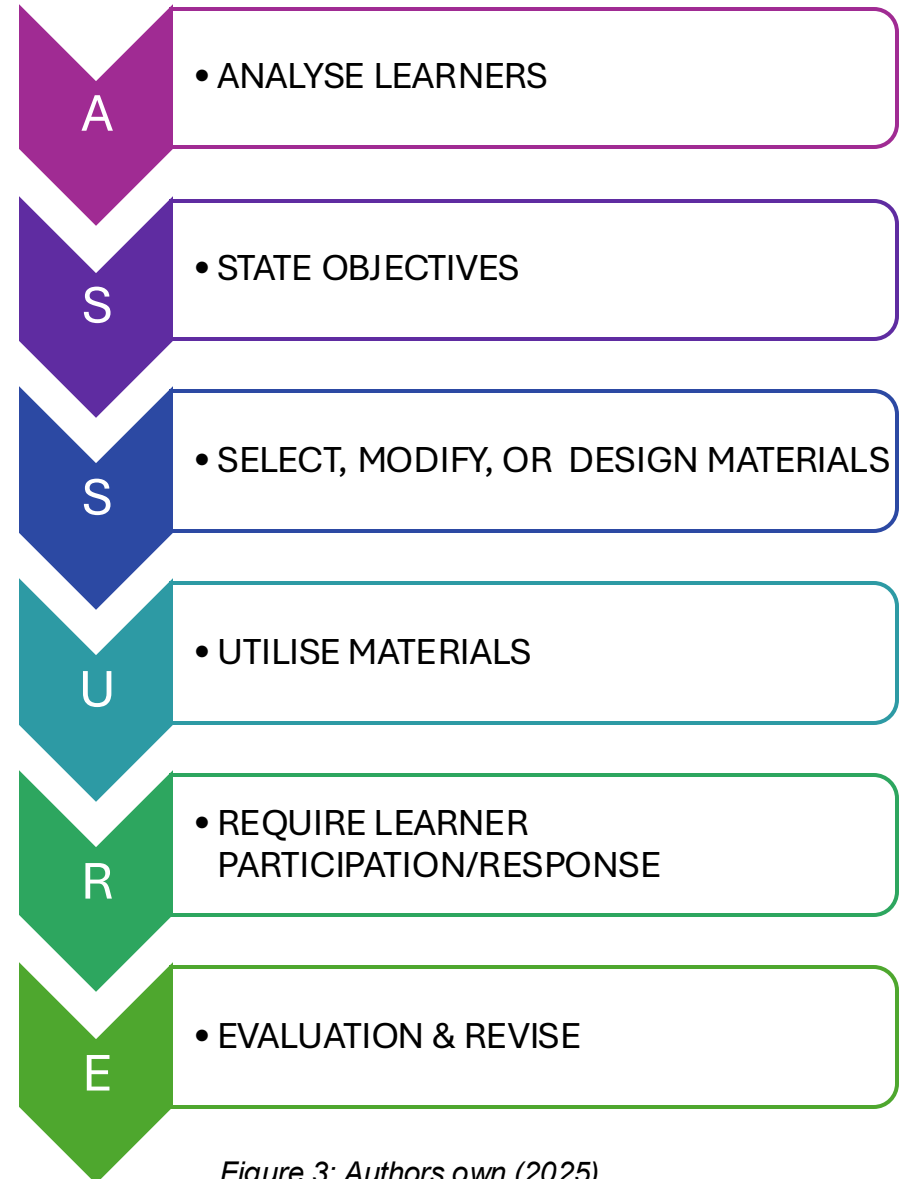 A
• ANALYSE LEARNERS
S
• STATE OBJECTIVES
S
• SELECT, MODIFY, OR DESIGN MATERIALS
U
• UTILISE MATERIALS
R
• REQUIRE LEARNER
PARTICIPATION/RESPONSE
E
• EVALUATION & REVISE
Figure 3: Authors own (2025)